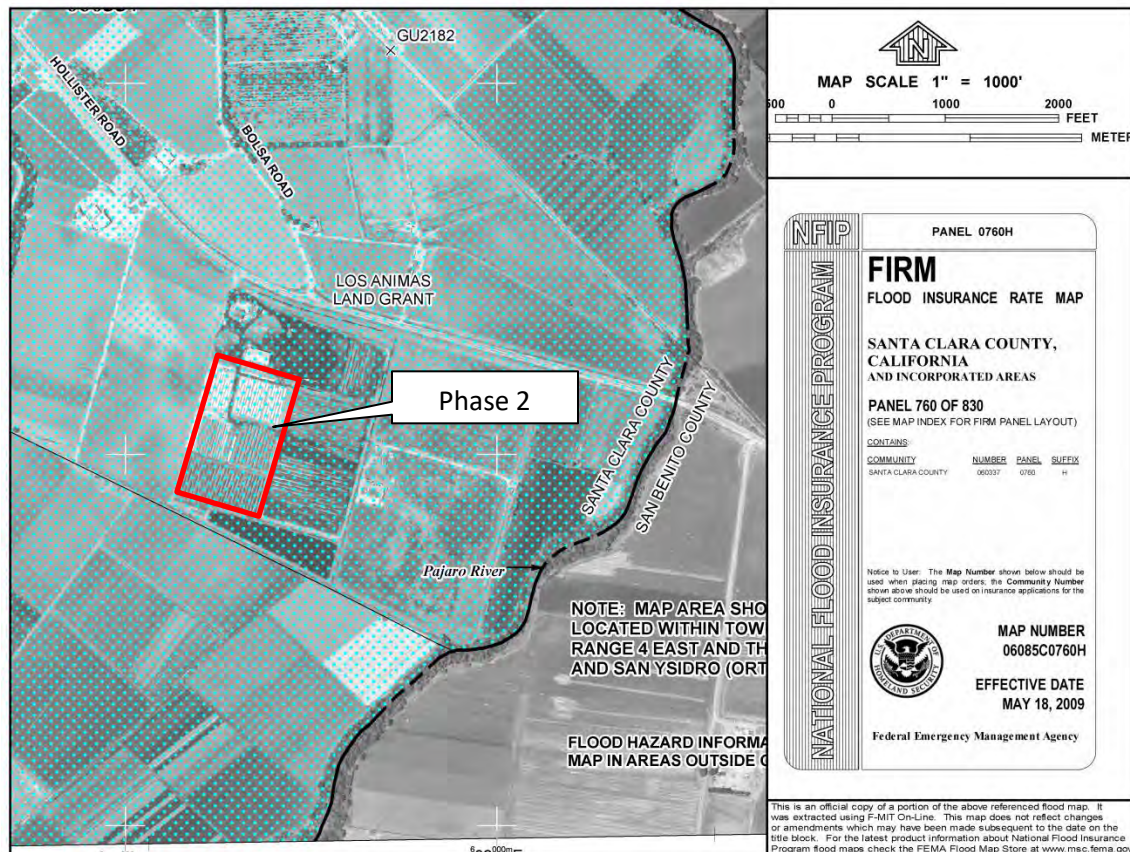 GU2182
HOLLISTER ROAD
BOLSA ROAD
LOS ANIMAS
LAND GRANT
Phase 2
SANTA CLARA COUNTY
SAN BENITO COUNTY
Pajaro River
NOTE: MAP AREA SHO
LOCATED WITHIN TOW
RANGE 4 EAST AND TH
AND SAN YSIDRO (ORT
FLOOD HAZARD INFORMA
MAP IN AREAS OUTSIDE
N
MAP SCALE 1" = 1000'
500 0 1000 2000
FEET
METER
NFIP
NATIONAL FLOOD INSURANCE PROGRAM
PANEL 0760H
FIRM
FLOOD INSURANCE RATE MAP
SANTA CLARA COUNTY,
CALIFORNIA
AND INCORPORATED AREAS
PANEL 760 OF 830
(SEE MAP INDEX FOR FIRM PANEL LAYOUT)
CONTAINS:
COMMUNITY NUMBER PANEL SUFFIX
SANTA CLARA COUNTY 060337 0760 H
Notice to User: The Map Number shown below should be
used when placing map orders; the Community Number
shown above should be used on insurance applications for the
subject community.
U.S. DEPARTMENT OF HOMELAND SECURITY
MAP NUMBER
06085C0760H
EFFECTIVE DATE
MAY 18, 2009
Federal Emergency Management Agency
This is an official copy of a portion of the above referenced flood map. It
was extracted using F-MIT On-Line. This map does not reflect changes
or amendments which may have been made subsequent to the date on the
title block. For the latest product information about National Flood Insurance
Program flood maps check the FEMA Flood Map Store at www.msc.fema.gov